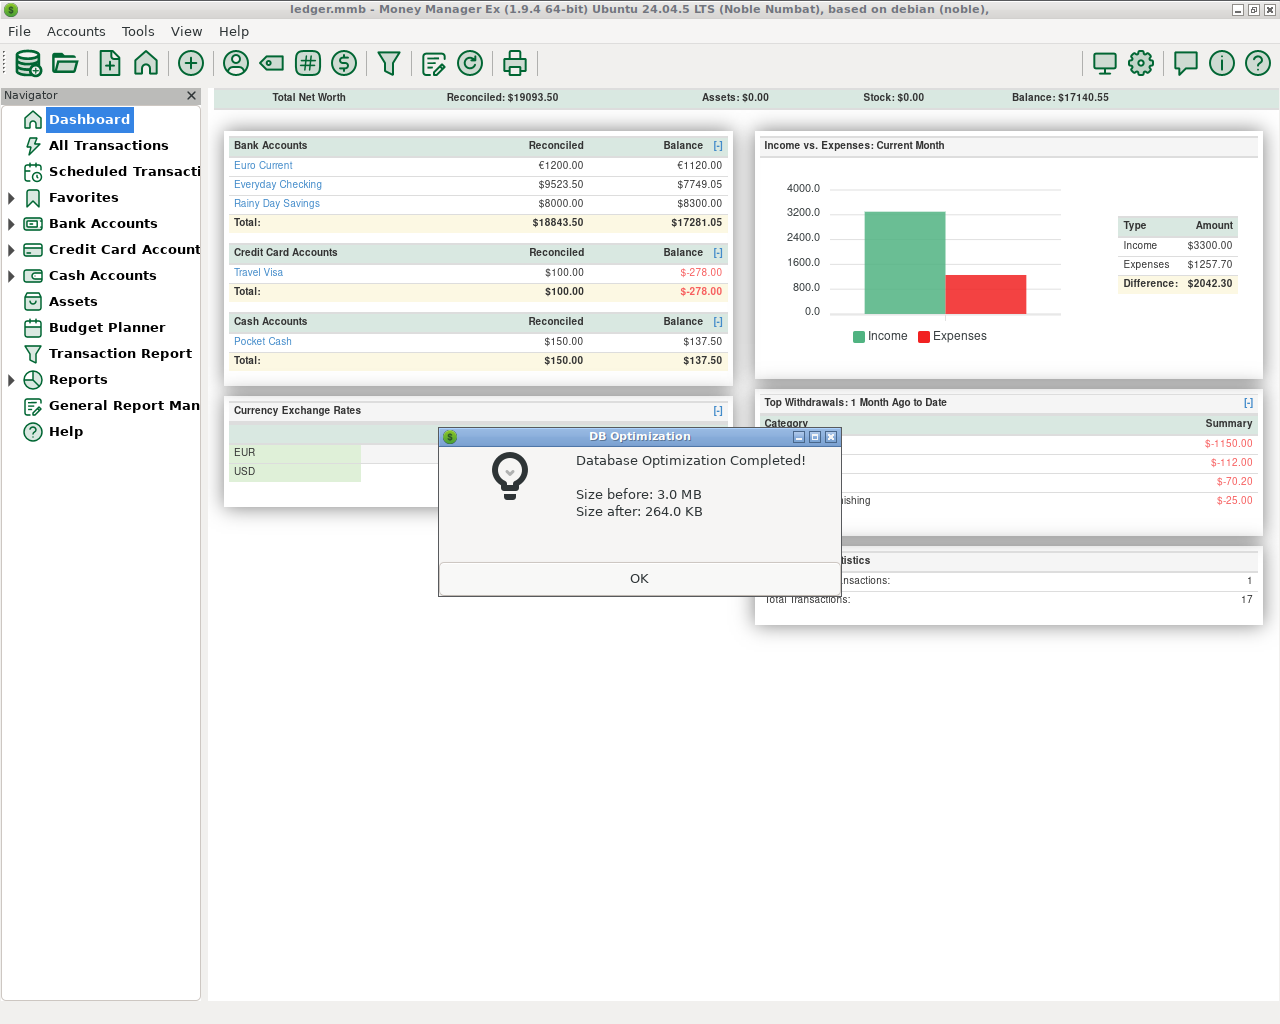 ledger.mmb - Money Manager Ex (1.9.4 64-bit) Ubuntu 24.04.5 LTS (Noble Numbat), based on debian (noble),
File Accounts Tools View Help
Navigator
Dashboard
All Transactions
Scheduled Transacti
Favorites
Bank Accounts
Credit Card Account
Cash Accounts
Assets
Budget Planner
Transaction Report
Reports
General Report Man
Help
Total Net Worth Reconciled: $19093.50 Assets: $0.00 Stock: $0.00 Balance: $17140.55
Bank Accounts Reconciled Balance [-]
Euro Current €1200.00 €1120.00
Everyday Checking $9523.50 $7749.05
Rainy Day Savings $8000.00 $8300.00
Total: $18843.50 $17281.05
Credit Card Accounts Reconciled Balance [-]
Travel Visa $100.00 $-278.00
Total: $100.00 $-278.00
Cash Accounts Reconciled Balance [-]
Pocket Cash $150.00 $137.50
Total: $150.00 $137.50
Currency Exchange Rates [-]
EUR
USD
Income vs. Expenses: Current Month
4000.0
3200.0
2400.0
1600.0
800.0
0.0
Income Expenses
Type Amount
Income $3300.00
Expenses $1257.70
Difference: $2042.30
Top Withdrawals: 1 Month Ago to Date [-]
Category Summary
$-1150.00
$-112.00
$-70.20
ishing $-25.00
tistics
nsactions: 1
Total Transactions: 17
DB Optimization
Database Optimization Completed!
Size before: 3.0 MB
Size after: 264.0 KB
OK